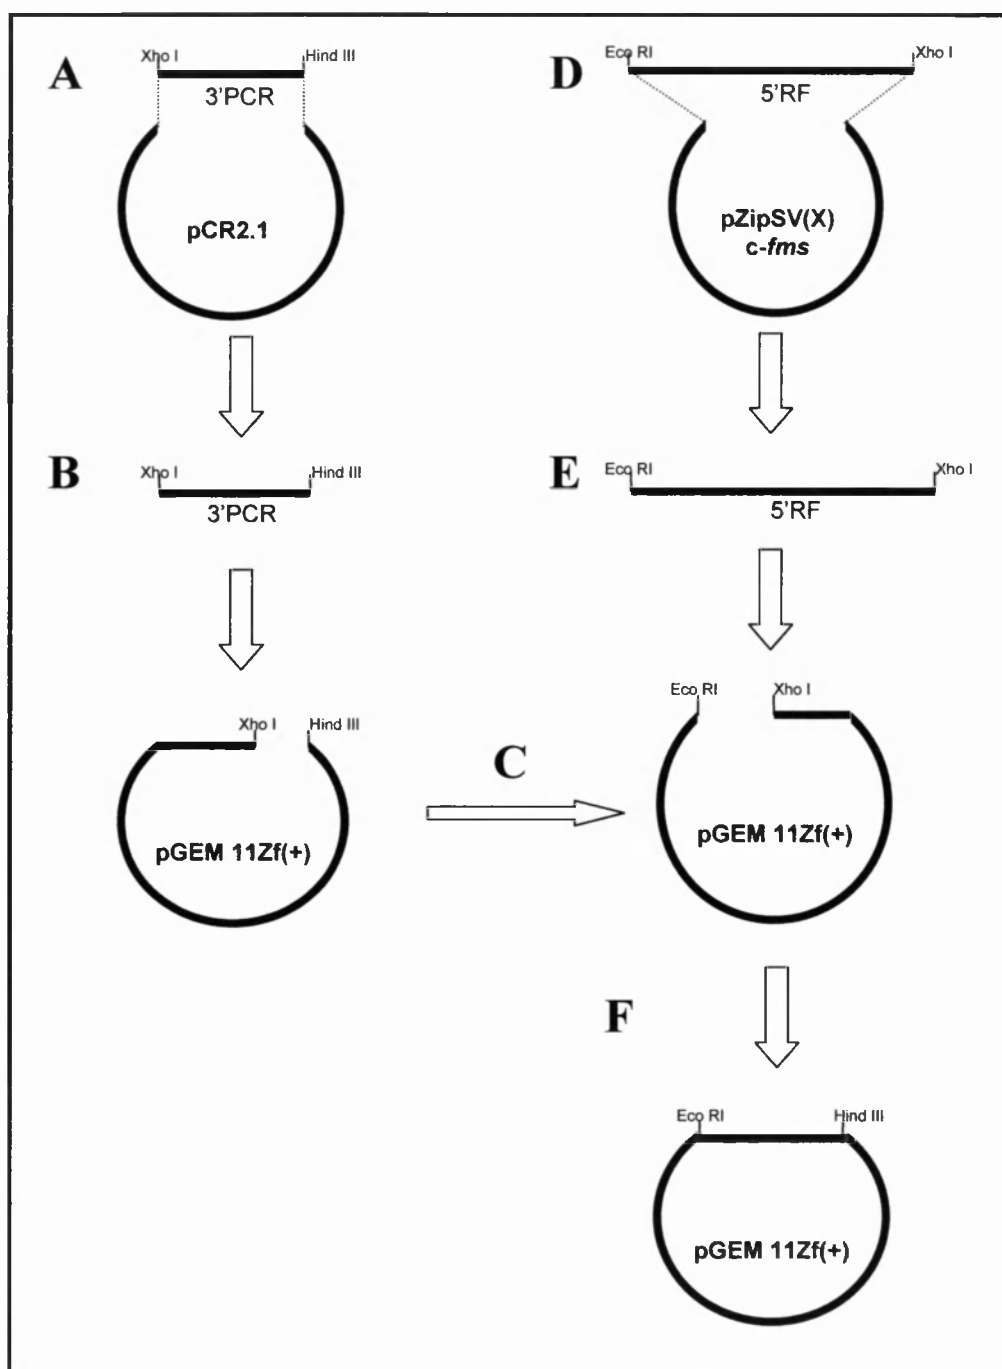 A
Xho I
Hind III
3'PCR
pCR2.1
D
Eco RI
Xho I
5'RF
pZipSV(X)
c-fms
B
Xho I
Hind III
3'PCR
E
Eco RI
Xho I
5'RF
Xho I
Hind III
pGEM 11Zf(+)
C
Eco RI
Xho I
pGEM 11Zf(+)
F
Eco RI
Hind III
pGEM 11Zf(+)